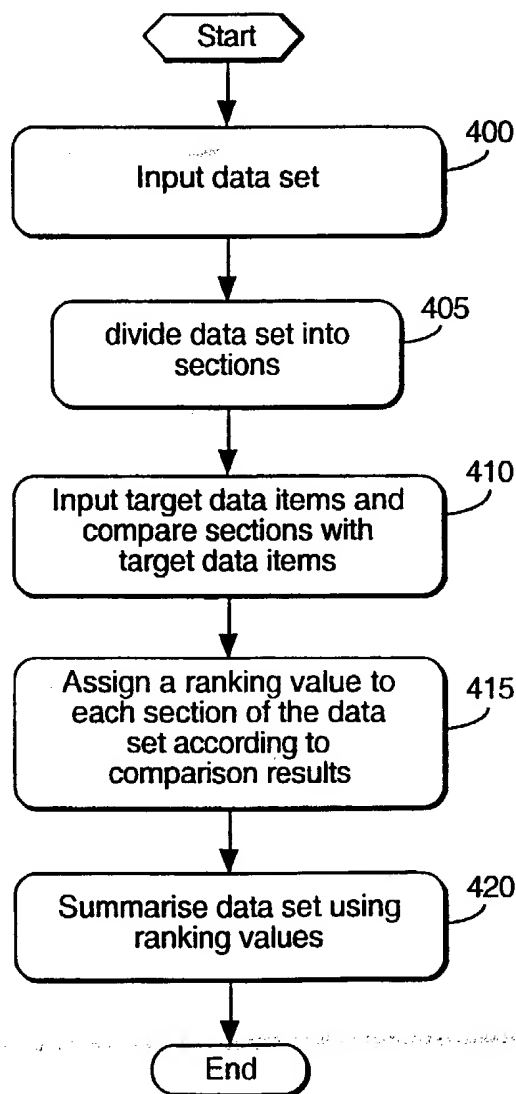 Start
400
Input data set
405
divide data set into
sections
410
Input target data items and
compare sections with
target data items
415
Assign a ranking value to
each section of the data
set according to
comparison results
420
Summarise data set using
ranking values
End